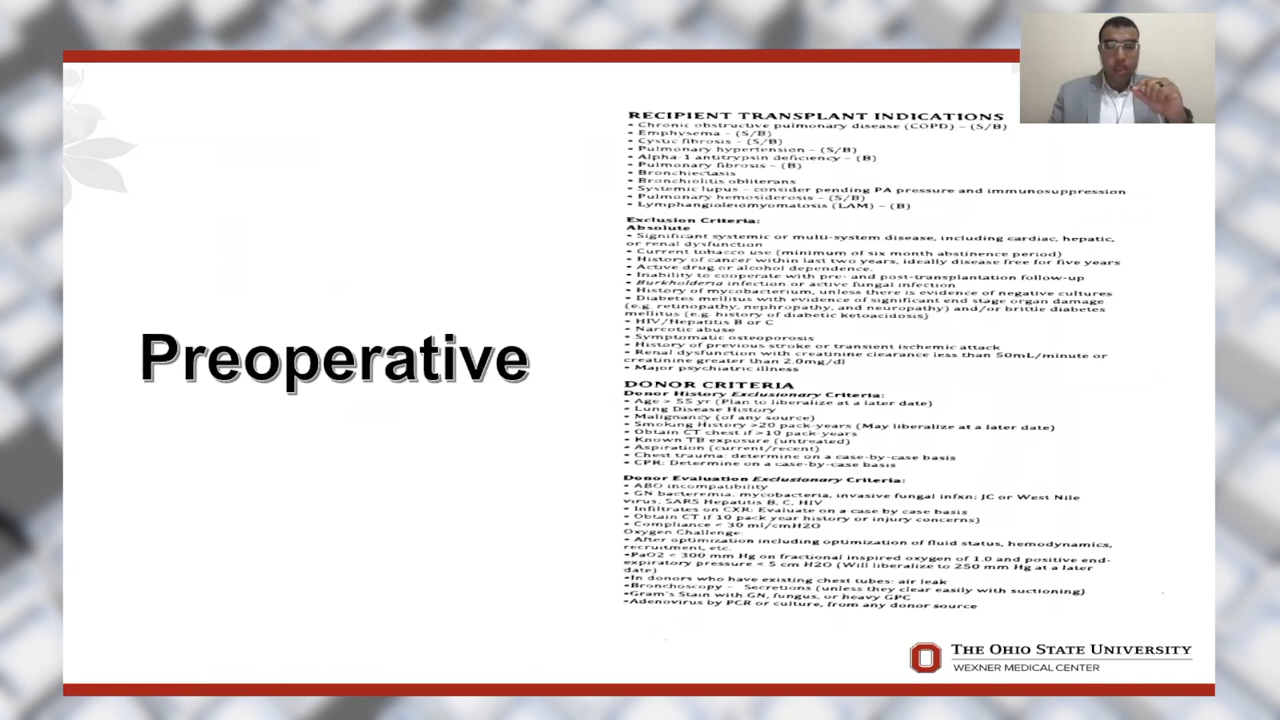 Preoperative
RECIPIENT TRANSPLANT INDICATIONS
• Chronic obstructive pulmonary disease (COPD) – (S/B)
• Emphysema – (S/B)
• Cystic fibrosis – (S/B)
• Pulmonary hypertension – (S/B)
• Alpha-1 antitrypsin deficiency – (B)
• Pulmonary fibrosis – (B)
• Bronchiectasis
• Bronchiolitis obliterans
• Systemic lupus – consider pending PA pressure and immunosuppression
• Pulmonary hemosiderosis – (S/B)
• Lymphangioleiomyomatosis (LAM) – (B)
Exclusion Criteria:
Absolute
• Significant systemic or multi-system disease, including cardiac, hepatic,
or renal dysfunction
• Current tobacco use (minimum of six month abstinence period)
• History of cancer within last two years, ideally disease free for five years
• Active drug or alcohol dependence.
• Inability to cooperate with pre- and post-transplantation follow-up
• Burkholderia infection or active fungal infection
• History of mycobacterium, unless there is evidence of negative cultures
• Diabetes mellitus with evidence of significant end stage organ damage
(e.g. retinopathy, nephropathy, and neuropathy) and/or brittle diabetes
mellitus (e.g. history of diabetic ketoacidosis)
• HIV/Hepatitis B or C
• Narcotic abuse
• Symptomatic osteoporosis
• History of previous stroke or transient ischemic attack
• Renal dysfunction with creatinine clearance less than 50mL/minute or
creatinine greater than 2.0mg/dl
• Major psychiatric illness
DONOR CRITERIA
Donor History Exclusionary Criteria:
• Age > 55 yr (Plan to liberalize at a later date)
• Lung Disease History
• Malignancy (of any source)
• Smoking History >20 pack-years (May liberalize at a later date)
• Obtain CT chest if >10 pack-years
• Known TB exposure (untreated)
• Aspiration (current/recent)
• Chest trauma: determine on a case-by-case basis
• CPR: Determine on a case-by-case basis
Donor Evaluation Exclusionary Criteria:
• ABO incompatibility
• GN bacteremia, mycobacteria, invasive fungal infxn; JC or West Nile
virus, SARS Hepatitis B, C, HIV
• Infiltrates on CXR: Evaluate on a case by case basis
• Obtain CT if 10 pack year history or injury concerns)
• Compliance < 30 ml/cmH2O
Oxygen Challenge:
• After optimization including optimization of fluid status, hemodynamics,
recruitment, etc.
•PaO2 < 300 mm Hg on fractional inspired oxygen of 1.0 and positive end-
expiratory pressure < 5 cm H2O (Will liberalize to 250 mm Hg at a later
date)
•In donors who have existing chest tubes: air leak
•Bronchoscopy – Secretions (unless they clear easily with suctioning)
•Gram's Stain with GN, fungus, or heavy GPC
•Adenovirus by PCR or culture, from any donor source
THE OHIO STATE UNIVERSITY
WEXNER MEDICAL CENTER